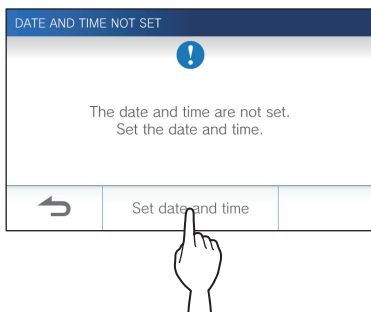 DATE AND TIME NOT SET
The date and time are not set.
Set the date and time.
Set date and time